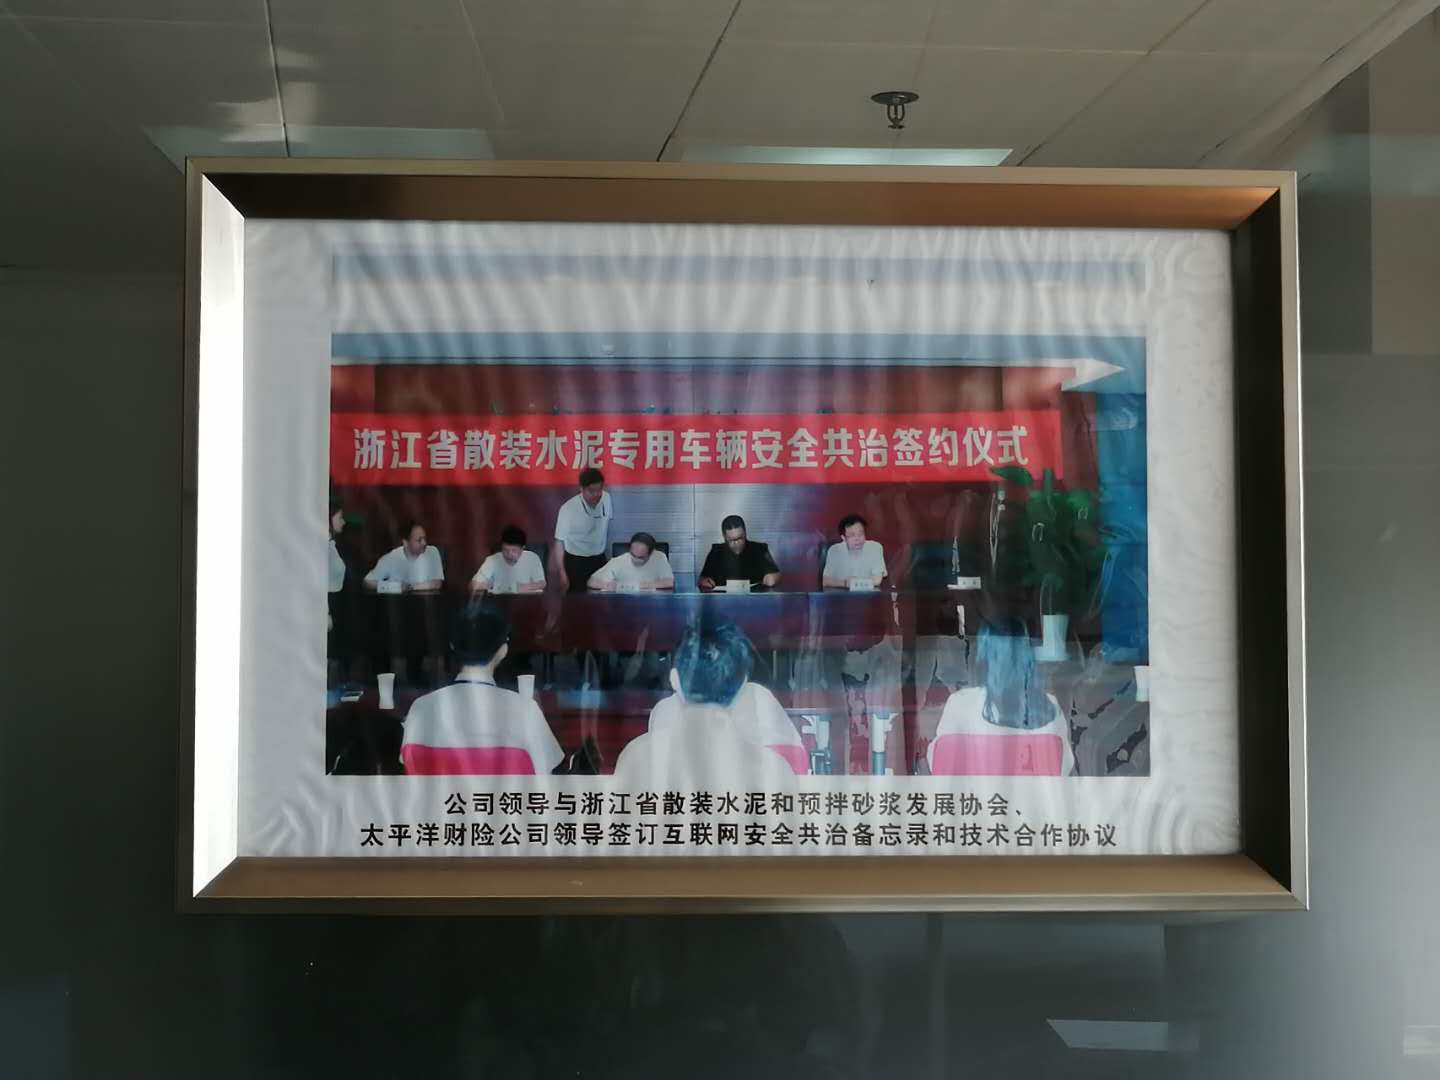 浙江省散装水泥专用车辆安全共治签约仪式
公司领导与浙江省散装水泥和预拌砂浆发展协会、
太平洋财险公司领导签订互联网安全共治备忘录和技术合作协议